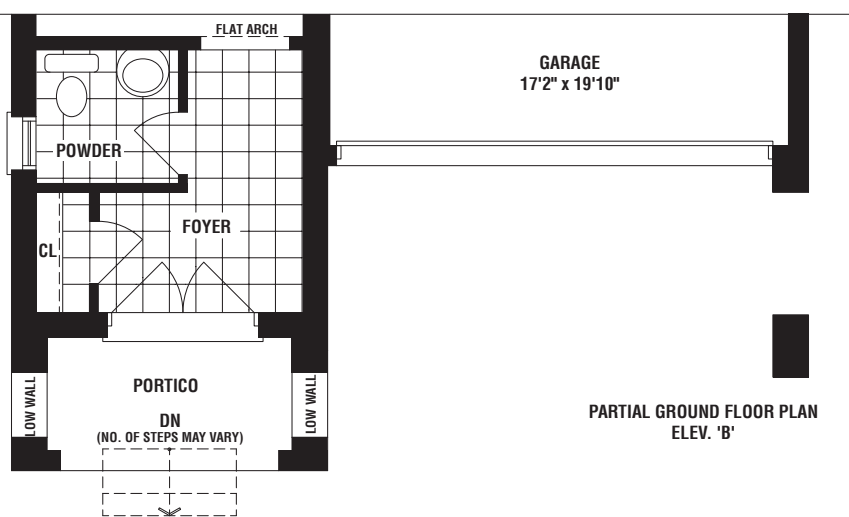 FLAT ARCH
GARAGE
17'2" x 19'10"
POWDER
FOYER
CL
PORTICO
LOW WALL
LOW WALL
DN
(NO. OF STEPS MAY VARY)
PARTIAL GROUND FLOOR PLAN
ELEV. 'B'